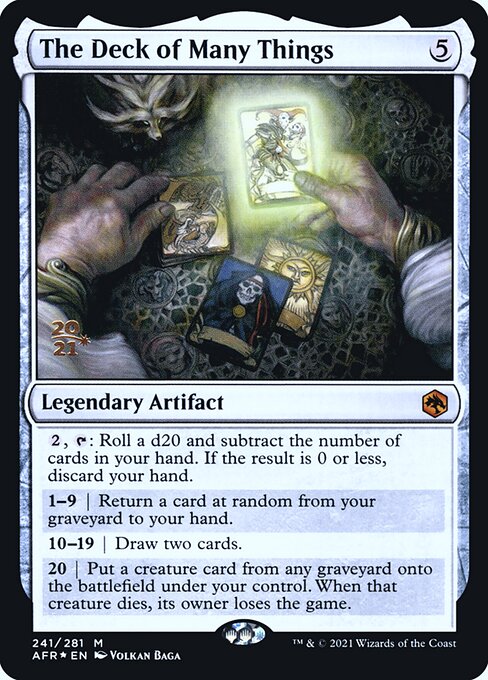 The Deck of Many Things 5
20
21
Legendary Artifact
2, : Roll a d20 and subtract the number of
cards in your hand. If the result is 0 or less,
discard your hand.
1–9 | Return a card at random from your
graveyard to your hand.
10–19 | Draw two cards.
20 | Put a creature card from any graveyard onto
the battlefield under your control. When that
creature dies, its owner loses the game.
241/281 M ™ & © 2021 Wizards of the Coast
AFR★EN Volkan Baga